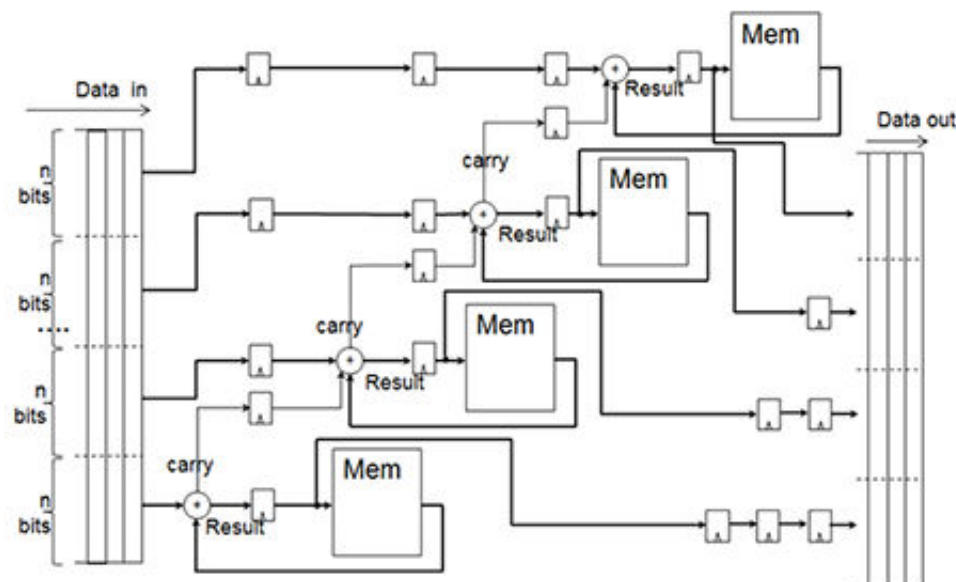 Mem
Data in
Result
Data out
n
bits
carry
Mem
Result
n
bits
....
carry
Mem
Result
n
bits
carry
Mem
n
bits
Result
+
+
+
+